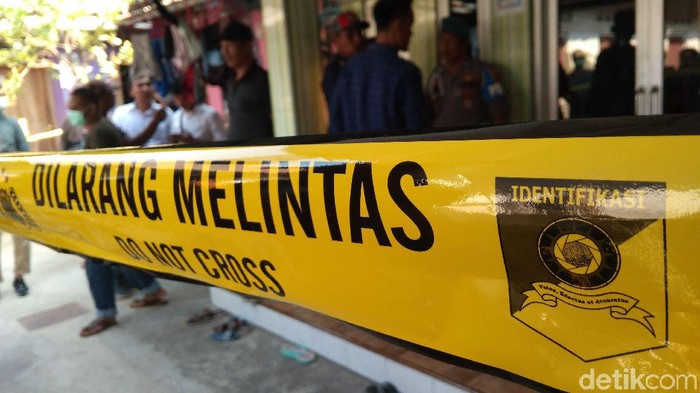 DILARANG MELINTAS
DO NOT CROSS
IDENTIFIKASI
detikcom